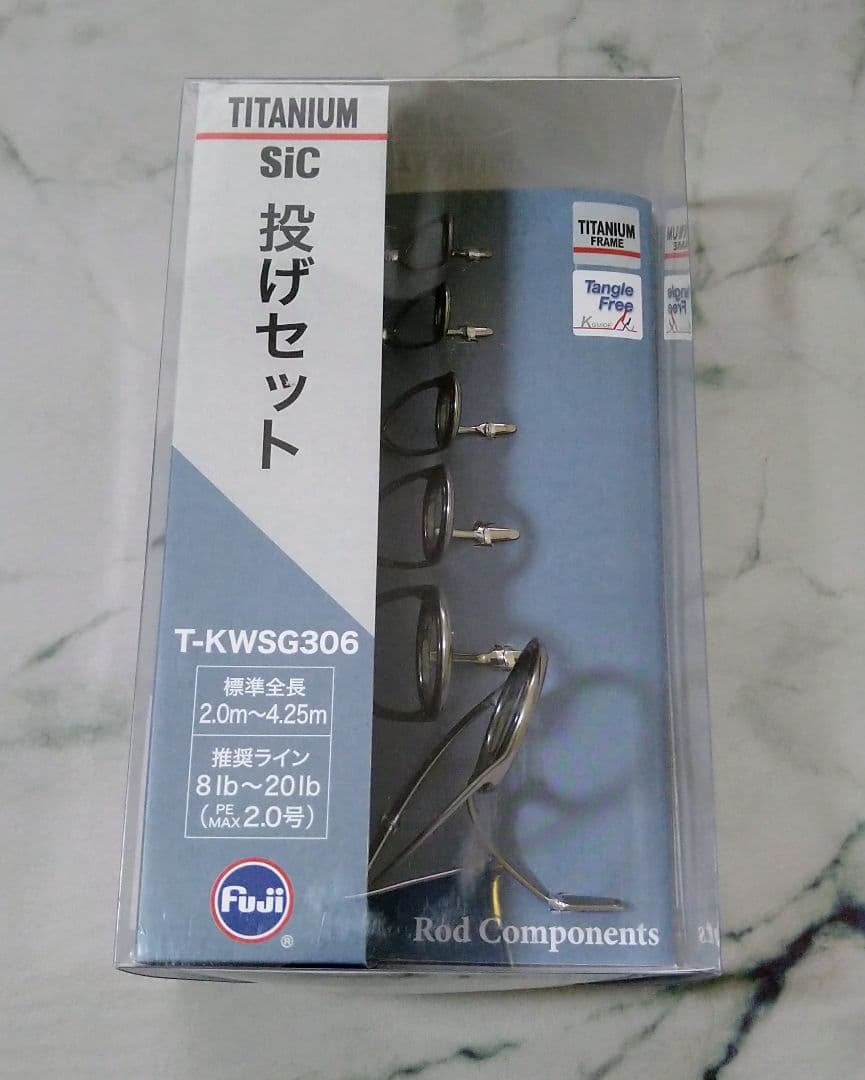 TITANIUM
SiC
投げセット
T-KWSG306
標準全長
2.0m～4.25m
推奨ライン
8lb～20lb
(PE MAX 2.0号)
Fuji
®
TITANIUM
FRAME
Tangle
Free
K GUIDE
Rod Components